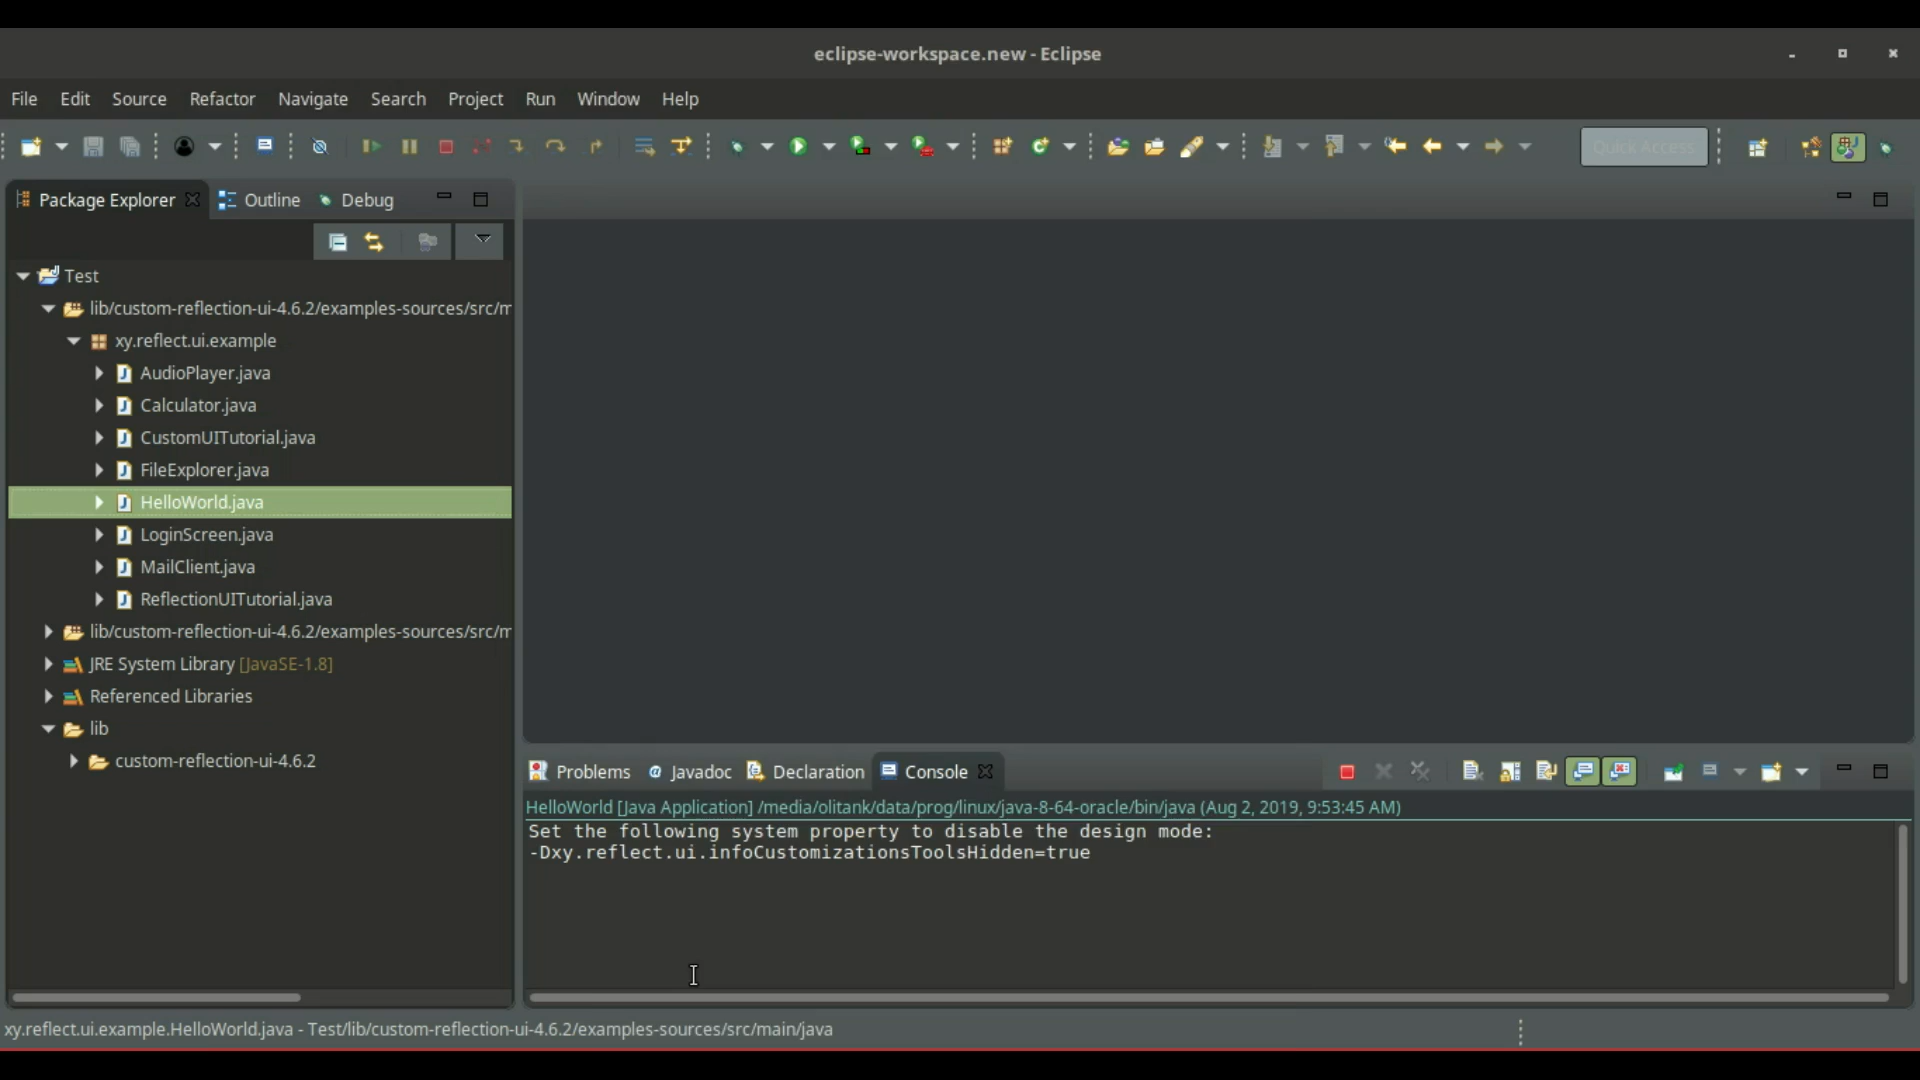 eclipse-workspace.new - Eclipse
File Edit Source Refactor Navigate Search Project Run Window Help
Quick Access
Package Explorer Outline Debug
Test
lib/custom-reflection-ui-4.6.2/examples-sources/src/m
xy.reflect.ui.example
AudioPlayer.java
Calculator.java
CustomUITutorial.java
FileExplorer.java
HelloWorld.java
LoginScreen.java
MailClient.java
ReflectionUITutorial.java
lib/custom-reflection-ui-4.6.2/examples-sources/src/m
JRE System Library [JavaSE-1.8]
Referenced Libraries
lib
custom-reflection-ui-4.6.2
Problems @ Javadoc Declaration Console
HelloWorld [Java Application] /media/olitank/data/prog/linux/java-8-64-oracle/bin/java (Aug 2, 2019, 9:53:45 AM)
Set the following system property to disable the design mode:
-Dxy.reflect.ui.infoCustomizationsToolsHidden=true
xy.reflect.ui.example.HelloWorld.java - Test/lib/custom-reflection-ui-4.6.2/examples-sources/src/main/java